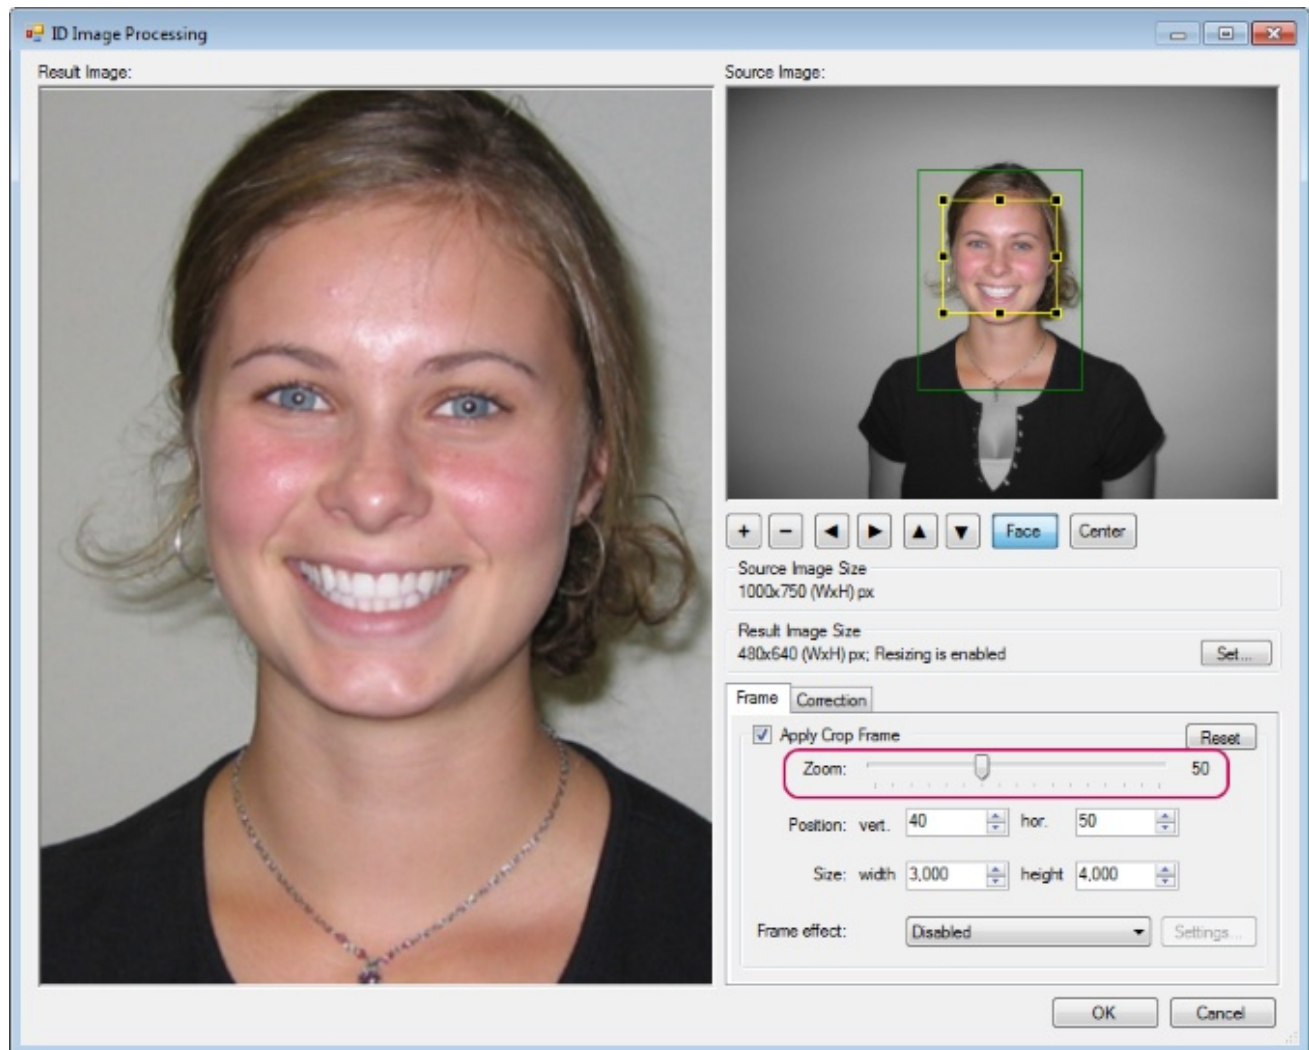 ID Image Processing
Result Image:
Source Image:
+ − ◄ ► ▲ ▼ Face Center
Source Image Size
1000x750 (WxH) px
Result Image Size
480x640 (WxH) px; Resizing is enabled
Set...
Frame Correction
Apply Crop Frame
Reset
Zoom: 50
Position: vert. 40 hor. 50
Size: width 3,000 height 4,000
Frame effect: Disabled Settings...
OK Cancel